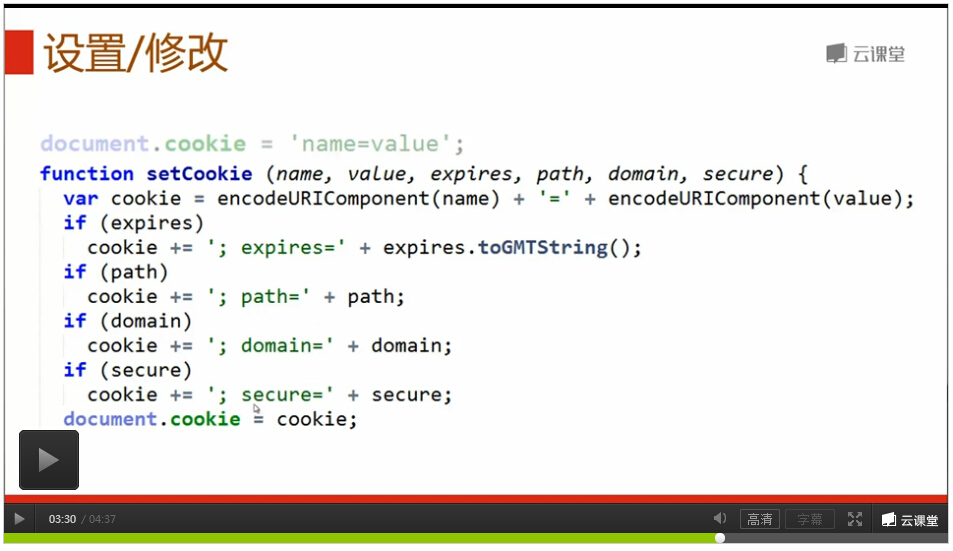 设置/修改
云课堂
document.cookie = 'name=value';
function setCookie (name, value, expires, path, domain, secure) {
var cookie = encodeURIComponent(name) + '=' + encodeURIComponent(value);
if (expires)
cookie += '; expires=' + expires.toGMTString();
if (path)
cookie += '; path=' + path;
if (domain)
cookie += '; domain=' + domain;
if (secure)
cookie += '; secure=' + secure;
document.cookie = cookie;
03:30 / 04:37 高清 字幕 云课堂